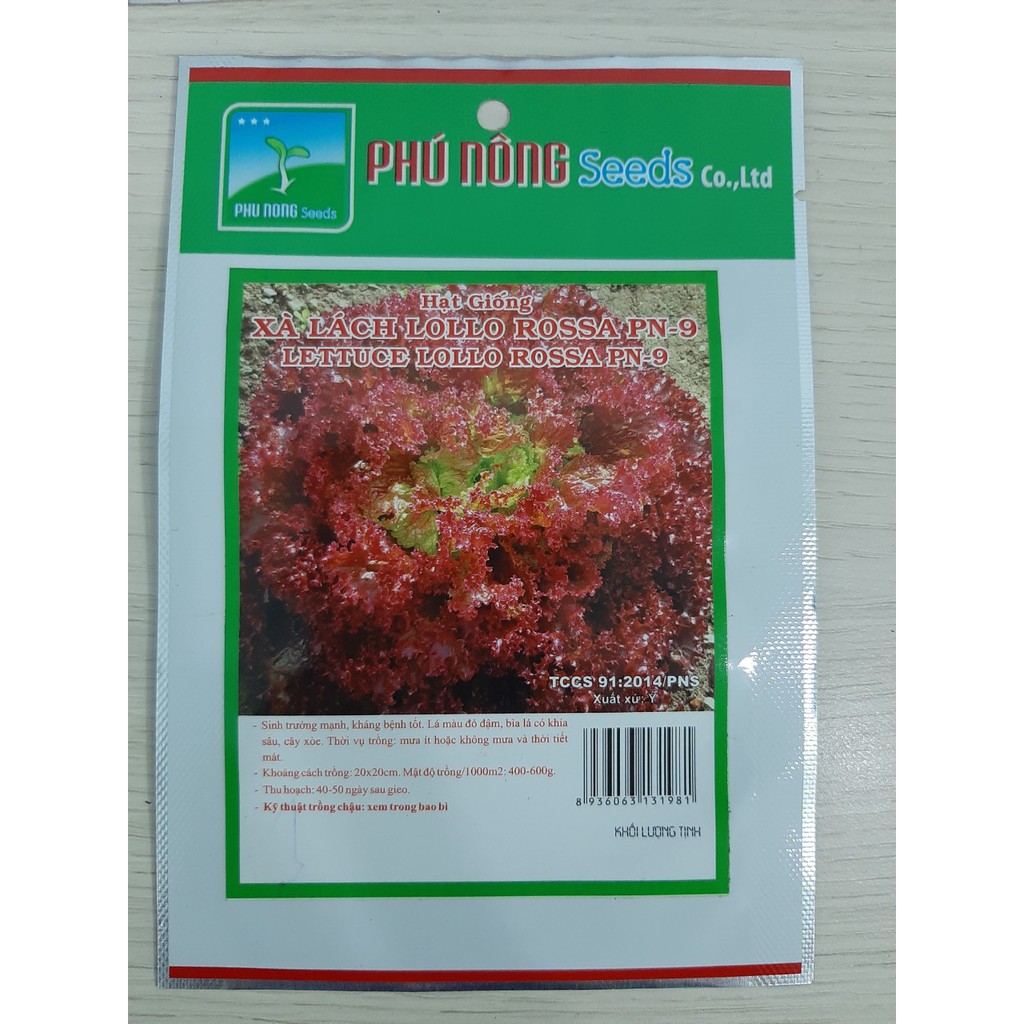 PHÚ NÔNG Seeds Co.,Ltd
PHU NONG Seeds
Hạt Giống
XÀ LÁCH LOLLO ROSSA PN-9
LETTUCE LOLLO ROSSA PN-9
TCCS 91:2014/PNS
Xuất xứ: Ý
- Sinh trưởng mạnh, kháng bệnh tốt. Lá màu đỏ đậm, bìa lá có khía
sâu, cây xòe. Thời vụ trồng: mưa ít hoặc không mưa và thời tiết
mát.
- Khoảng cách trồng: 20x20cm. Mật độ trồng/1000m2: 400-600g.
- Thu hoạch: 40-50 ngày sau gieo.
- Kỹ thuật trồng chậu: xem trong bao bì
8 936063 131981
KHỐI LƯỢNG TỊNH